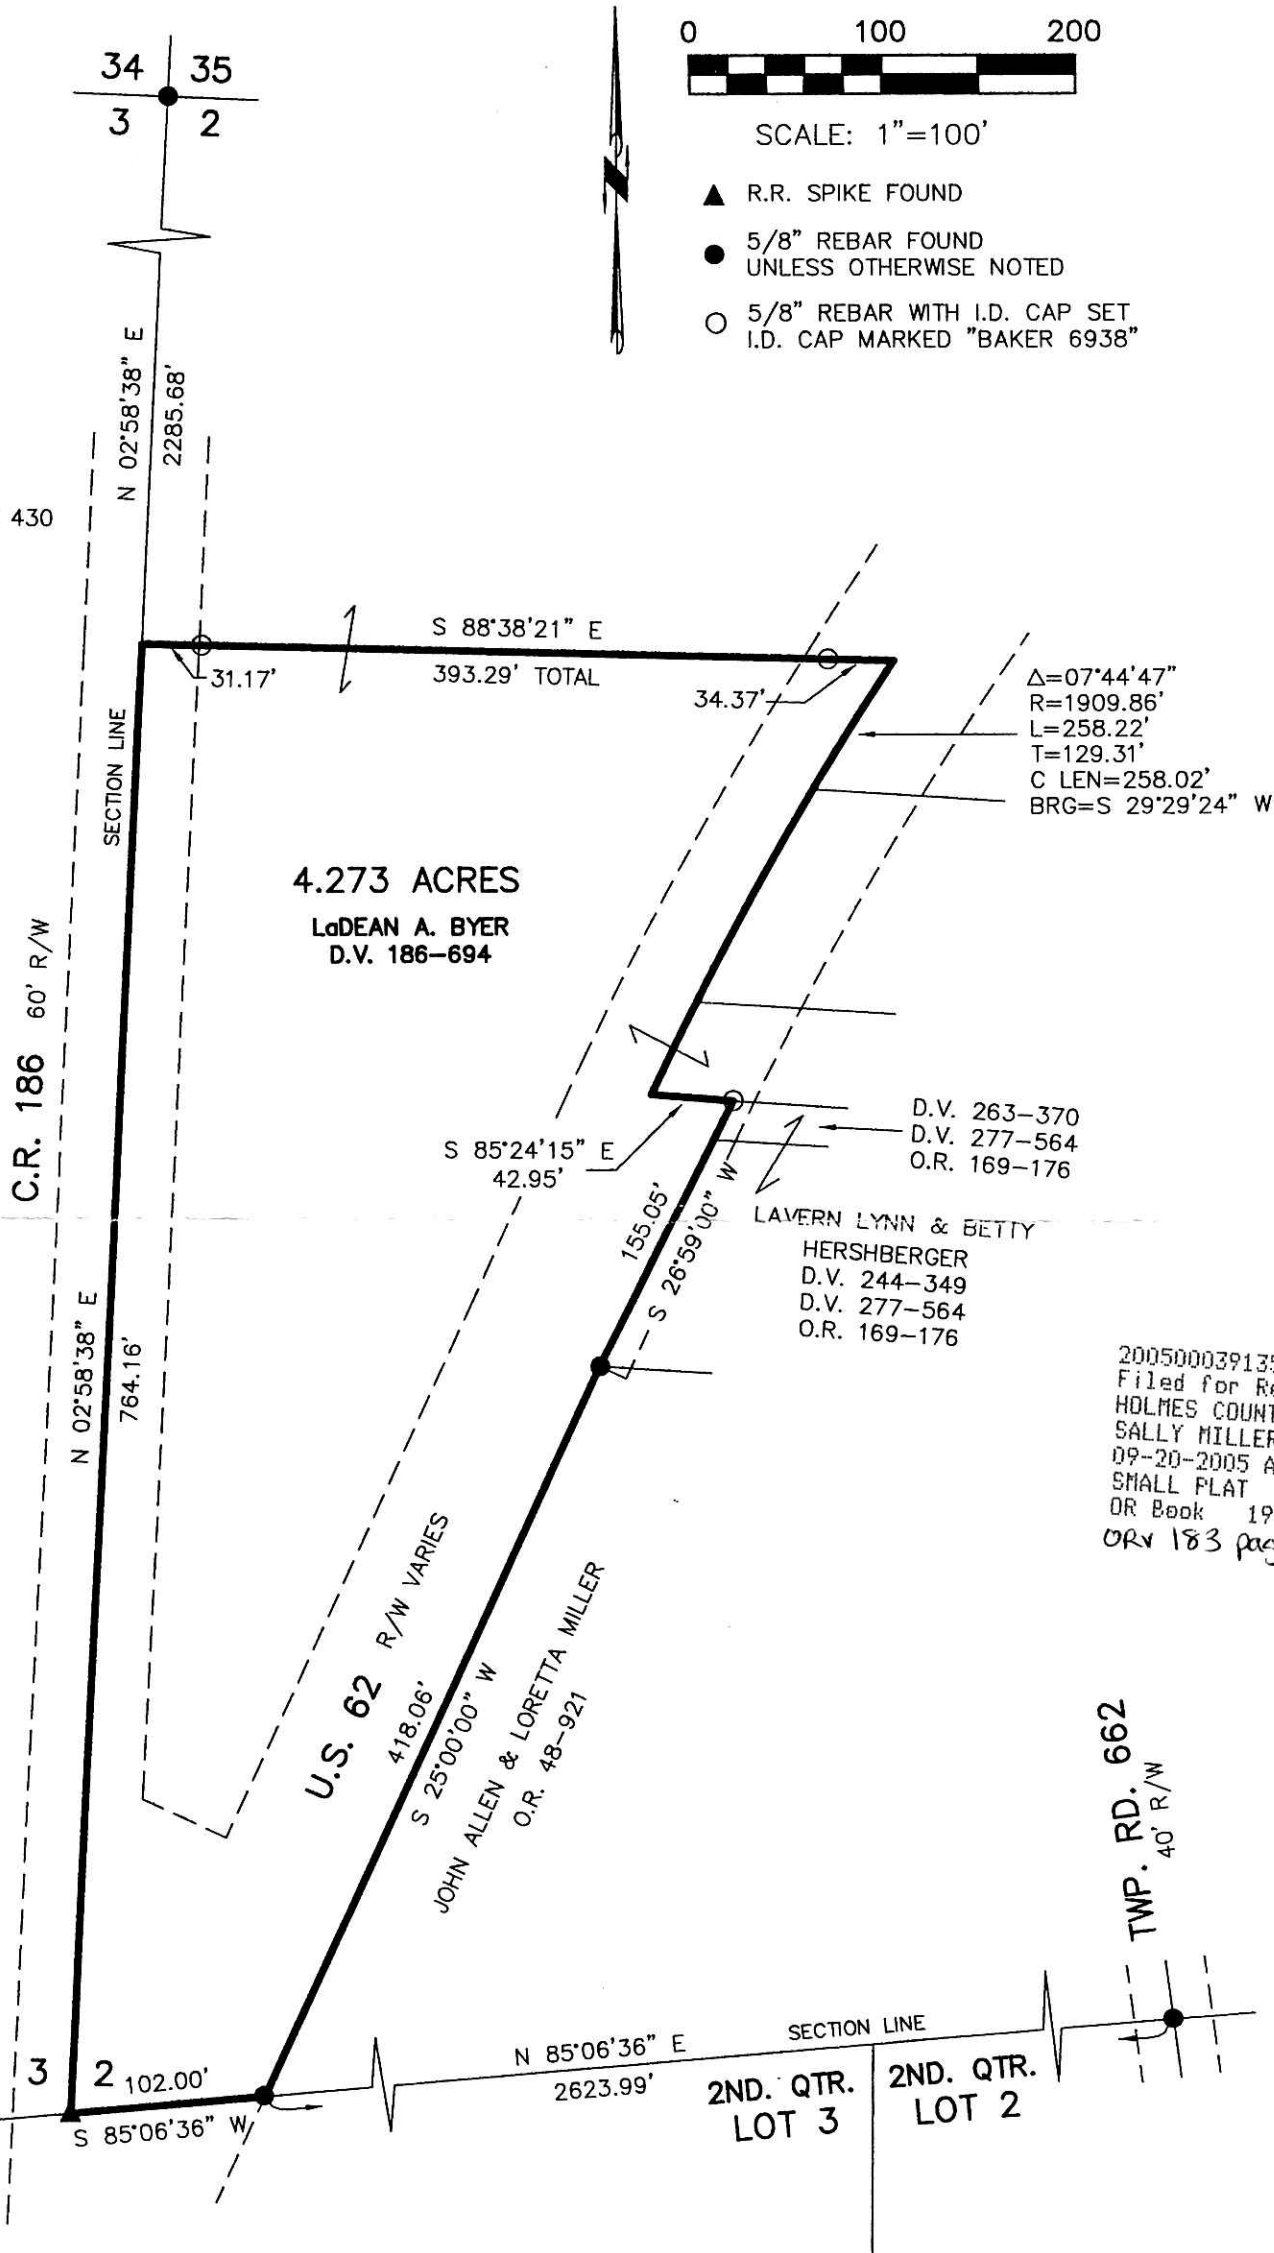 0 100 200
SCALE: 1"=100'
R.R. SPIKE FOUND
5/8" REBAR FOUND
UNLESS OTHERWISE NOTED
5/8" REBAR WITH I.D. CAP SET
I.D. CAP MARKED "BAKER 6938"
34 35
3 2
N 02°58'38" E
2285.68'
430
S 88°38'21" E
393.29' TOTAL
31.17'
34.37'
Δ=07°44'47"
R=1909.86'
L=258.22'
T=129.31'
C LEN=258.02'
BRG=S 29°29'24" W
SECTION LINE
4.273 ACRES
LaDEAN A. BYER
D.V. 186-694
C.R. 186 60' R/W
S 85°24'15" E
42.95'
D.V. 263-370
D.V. 277-564
O.R. 169-176
155.05'
S 26°59'00" W
LAVERN LYNN & BETTY
HERSHBERGER
D.V. 244-349
D.V. 277-564
O.R. 169-176
N 02°58'38" E
764.16'
200500039135
Filed for Re
HOLMES COUNT
SALLY MILLER
09-20-2005 A
SMALL PLAT
OR Book 19
ORV 183 pag
U.S. 62 R/W VARIES
418.06'
S 25°00'00" W
JOHN ALLEN & LORETTA MILLER
O.R. 48-921
TWP. RD. 662
40' R/W
3 2
102.00'
S 85°06'36" W
N 85°06'36" E
2623.99'
SECTION LINE
2ND. QTR.
LOT 3
2ND. QTR.
LOT 2